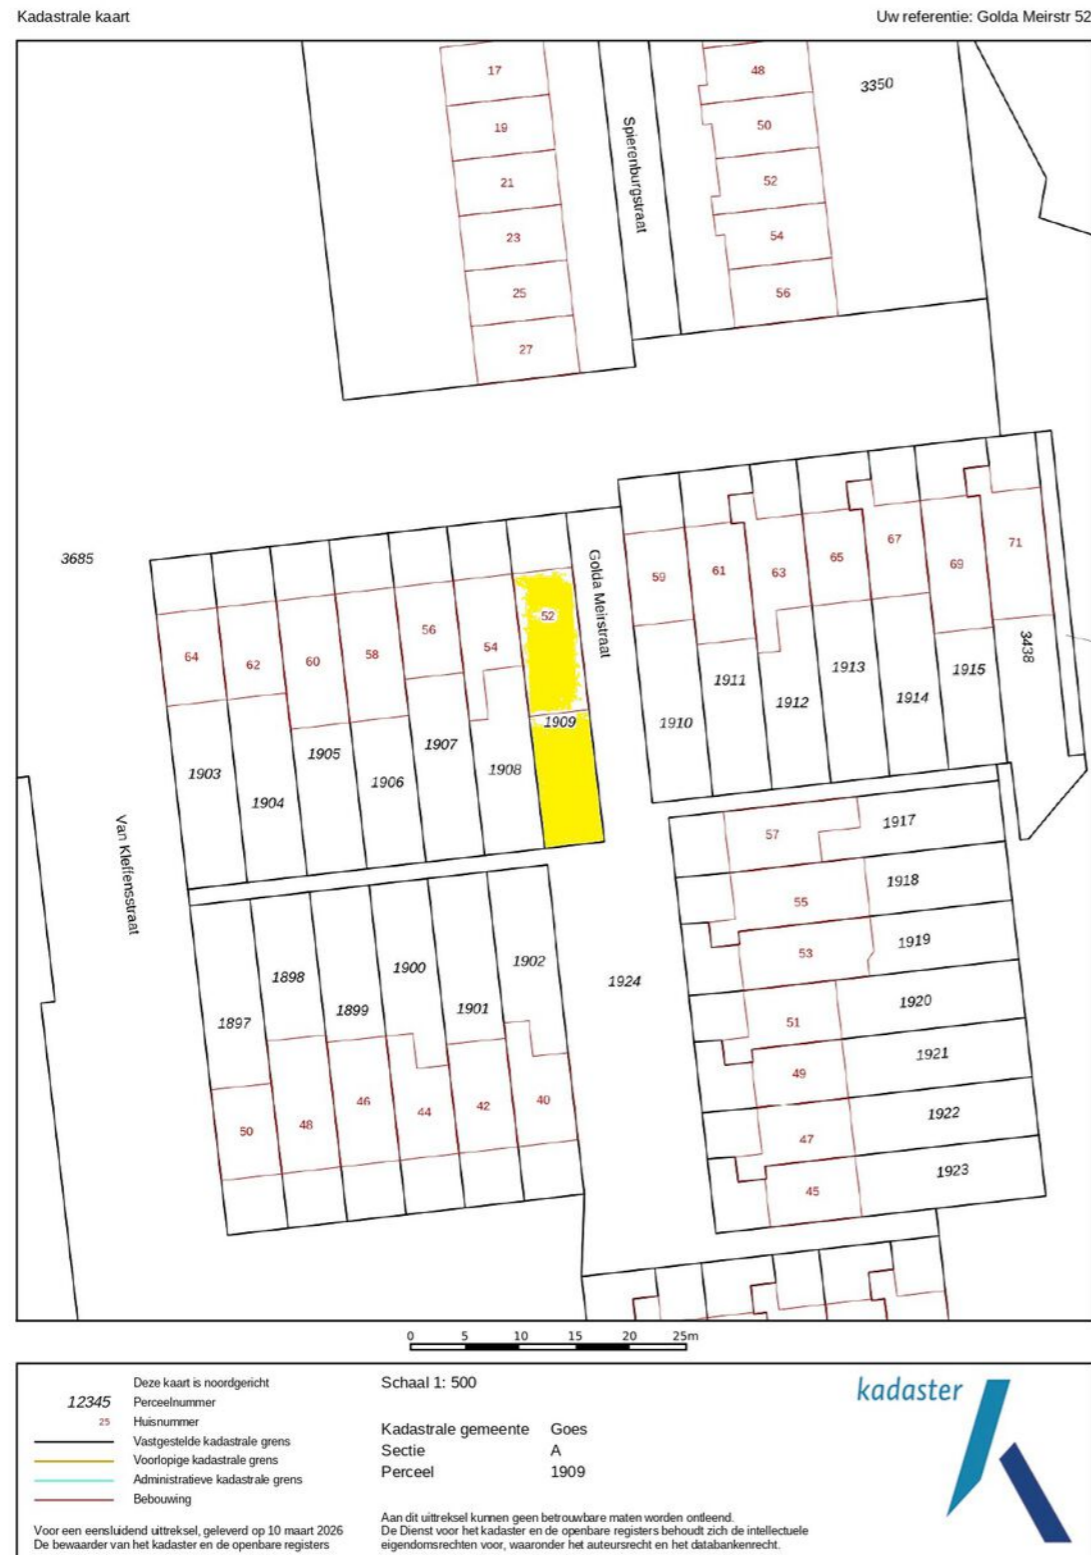 Kadastrale kaart
Uw referentie: Golda Meirstr 52
17
48
3350
19
50
Spierenburgstraat
21
52
23
54
25
56
27
3685
Golda Meirstraat
59
61
63
65
67
69
71
64
62
60
58
56
54
52
3438
1903
1904
1905
1906
1907
1908
1909
1910
1911
1912
1913
1914
1915
Van Kleffensstraat
57
1917
55
1918
53
1919
51
1920
49
1921
47
1922
45
1923
1924
1897
1898
1899
1900
1901
1902
50
48
46
44
42
40
0 5 10 15 20 25m
Deze kaart is noordgericht
12345 Perceelnummer
25 Huisnummer
Vastgestelde kadastrale grens
Voorlopige kadastrale grens
Administratieve kadastrale grens
Bebouwing
Voor een eensluidend uittreksel, geleverd op 10 maart 2026
De bewaarder van het kadaster en de openbare registers
Schaal 1: 500
Kadastrale gemeente Goes
Sectie A
Perceel 1909
Aan dit uittreksel kunnen geen betrouwbare maten worden ontleend.
De Dienst voor het kadaster en de openbare registers behoudt zich de intellectuele
eigendomsrechten voor, waaronder het auteursrecht en het databankenrecht.
kadaster